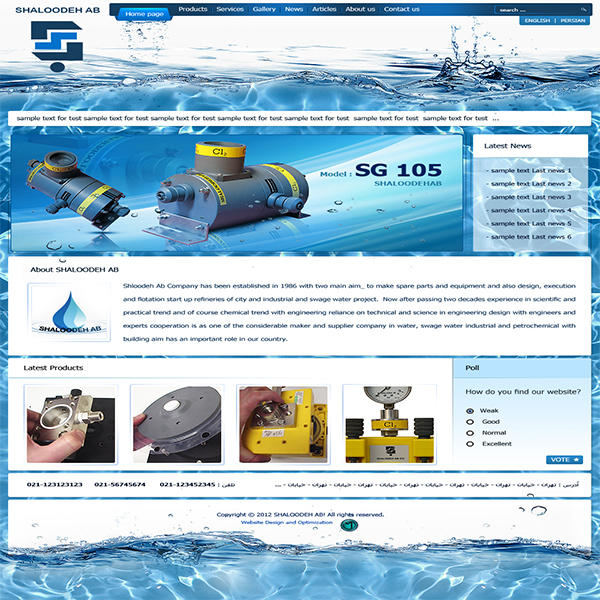 SHALOODEH AB
Home page
Products | Services | Gallery | News | Articles | About us | Contact us
search ...
ENGLISH | PERSIAN
sample text for test sample text for test sample text for test sample text for test sample text for test sample text for test sample text for test ...
Cl₂
Model : SG 105
SHALOODEHAB
Latest News
- sample text Last news 1
- sample text Last news 2
- sample text Last news 3
- sample text Last news 4
- sample text Last news 5
- sample text Last news 6
About SHALOODEH AB
SHALOODEH AB
Shloodeh Ab Company has been established in 1986 with two main aim_ to make spare parts and equipment and also design, execution
and flotation start up refineries of city and industrial and swage water project. Now after passing two decades experience in scientific and
practical trend and of course chemical trend with engineering reliance on technical and science in engineering design with engineers and
experts cooperation is as one of the considerable maker and supplier company in water, swage water industrial and petrochemical with
building aim has an important role in our country.
Latest Products
Cl₂
SHALOODEH AB CO
Poll
How do you find our website?
Weak
Good
Normal
Excellent
VOTE
021-123123123 021-56745674 021-123452345 : تلفن
آدرس : تهران - خیابان - تهران - خیابان - تهران - خیابان - تهران - خیابان - تهران - خیابان - تهران - خیابان - ...
Copyright © 2012 SHALOODEH AB! All rights reserved.
Website Design and Optimization